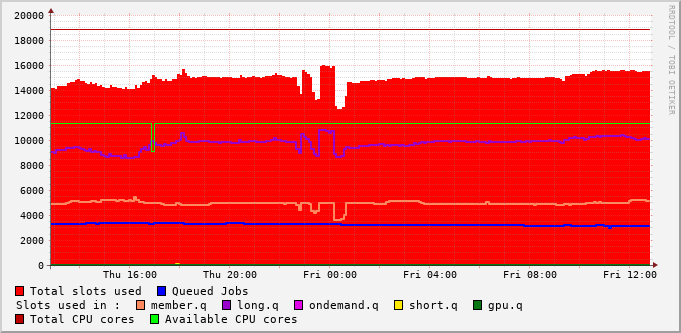 RRDTOOL / TOBI OETIKER
20000
18000
16000
14000
12000
10000
8000
6000
4000
2000
0
Thu 16:00 Thu 20:00 Fri 00:00 Fri 04:00 Fri 08:00 Fri 12:00
Total slots used Queued Jobs
Slots used in : member.q long.q ondemand.q short.q gpu.q
Total CPU cores Available CPU cores